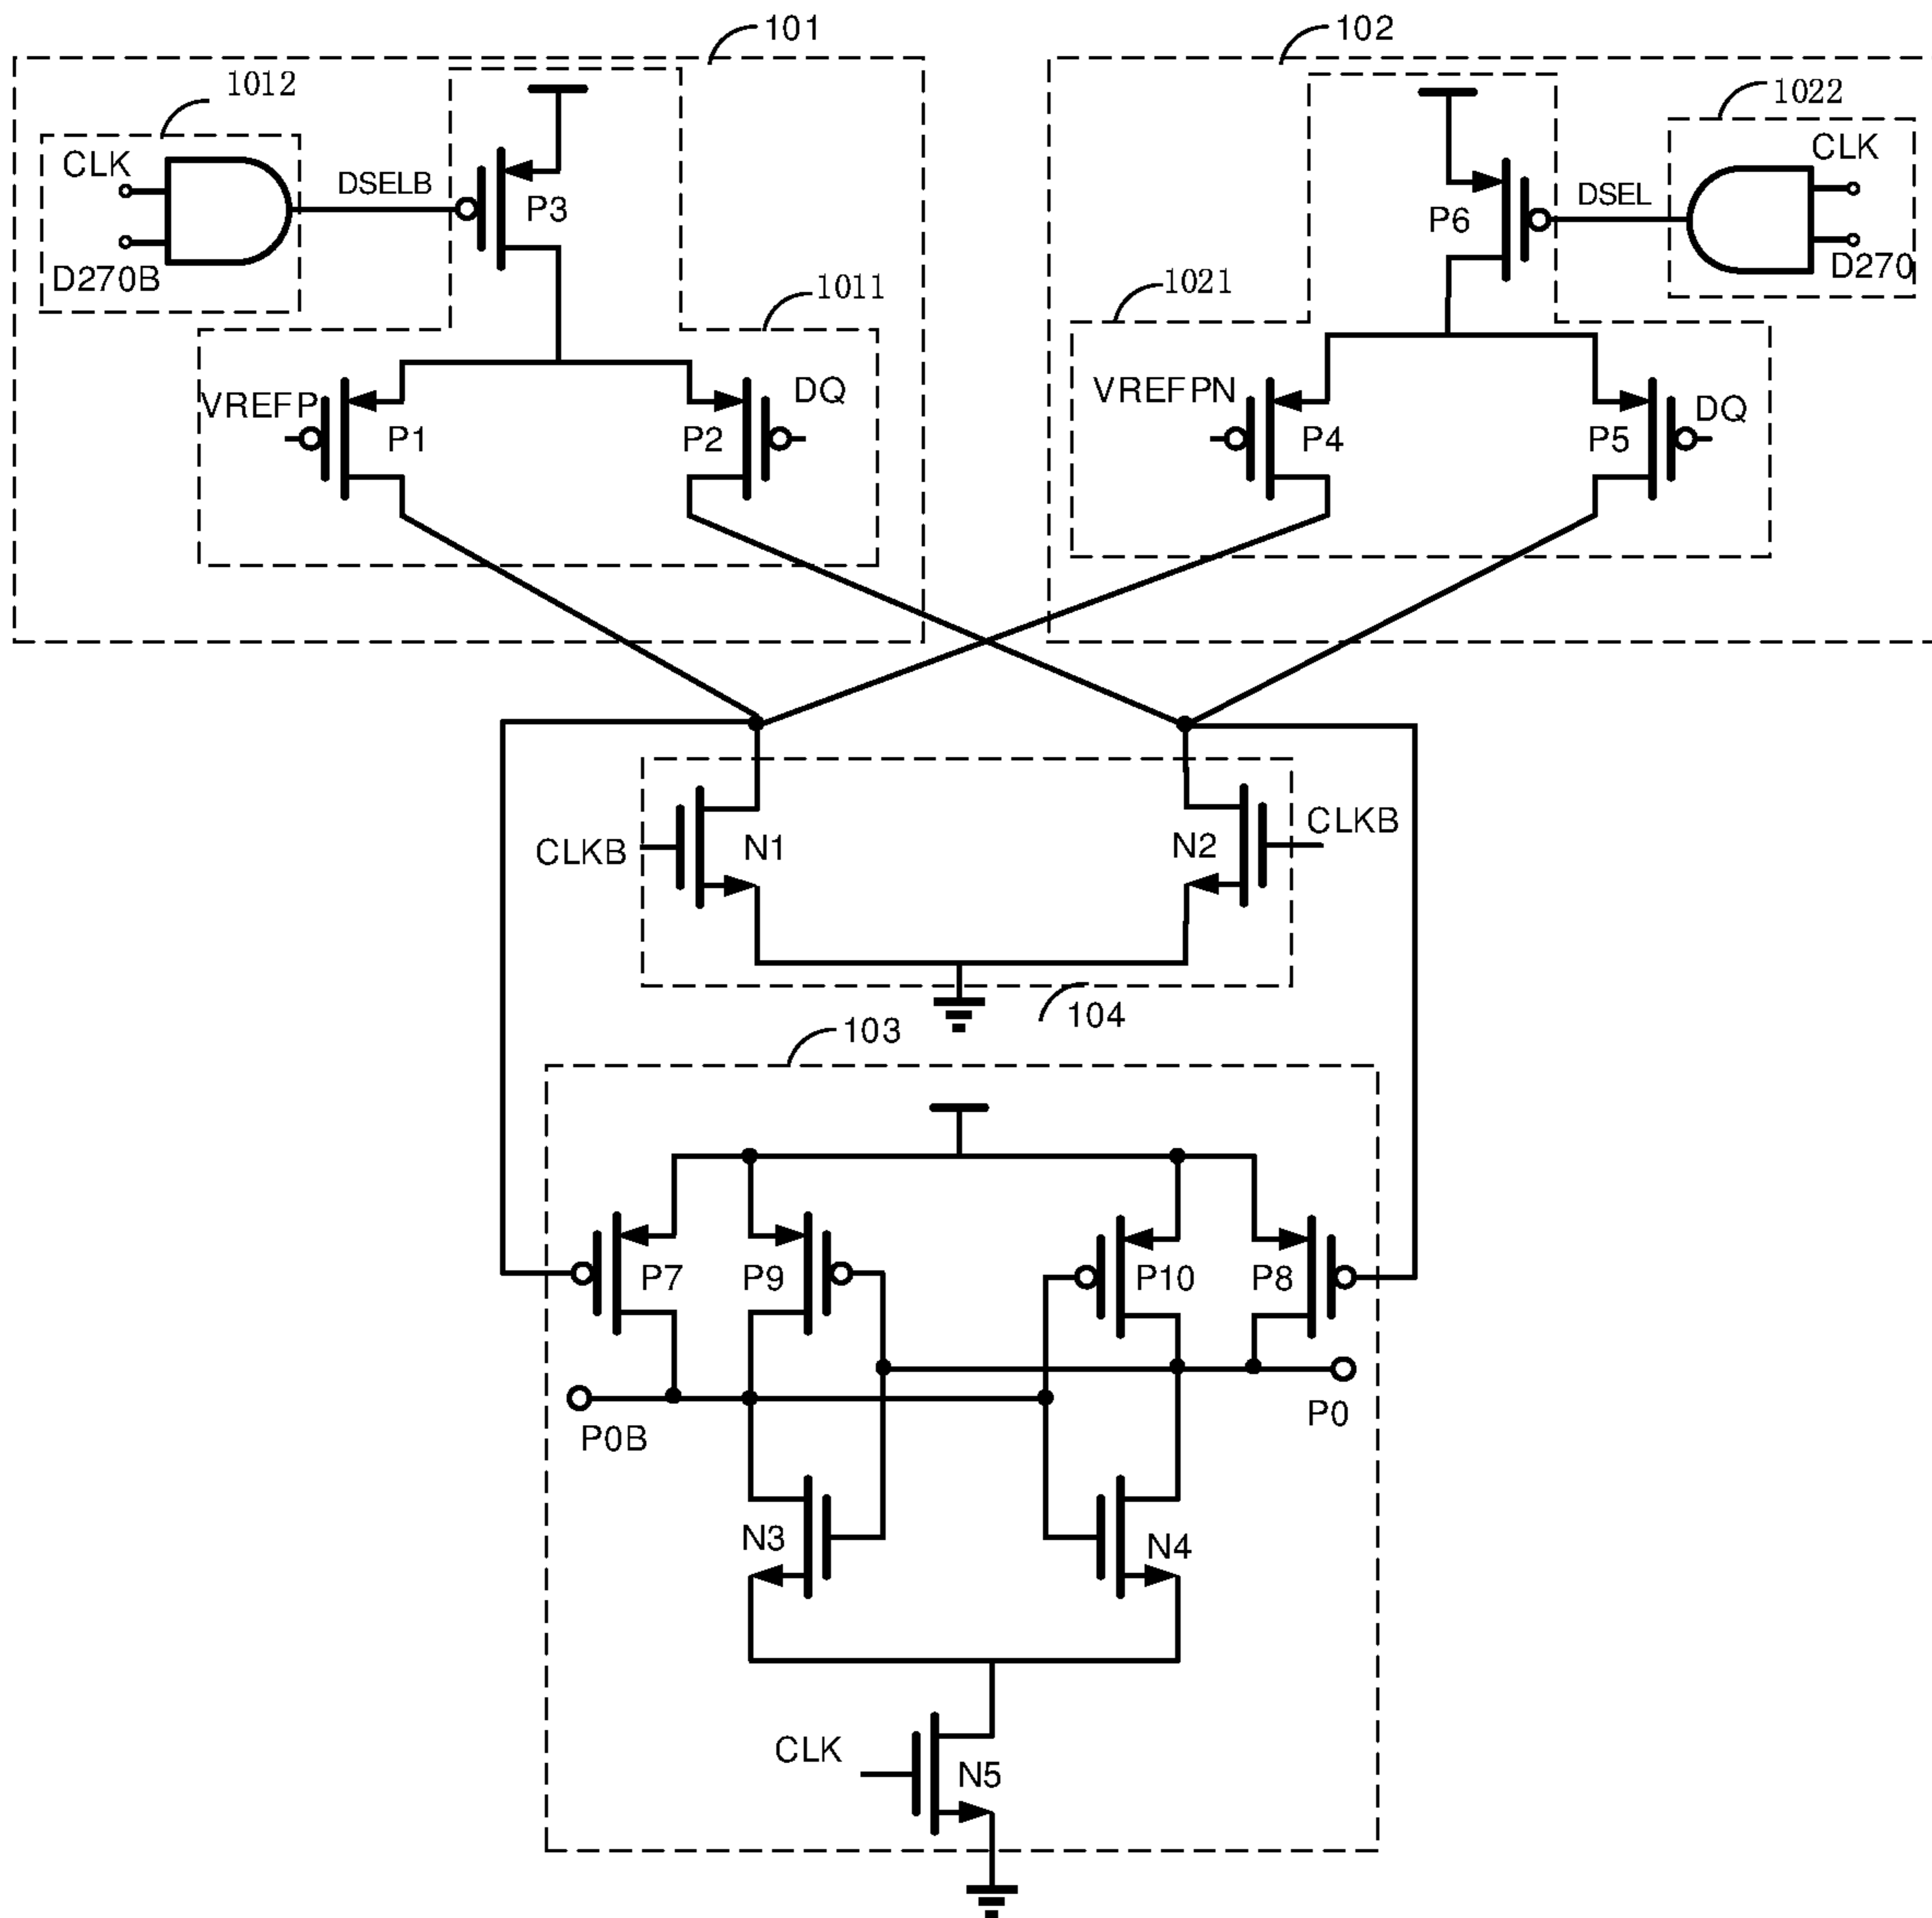 101
102
1012
1022
CLK
DSELB
P3
D270B
P6
DSEL
CLK
D270
1011
1021
VREFP
P1
P2
DQ
VREFPN
P4
P5
DQ
CLKB
N1
N2
CLKB
104
103
P7
P9
P10
P8
P0B
P0
N3
N4
CLK
N5